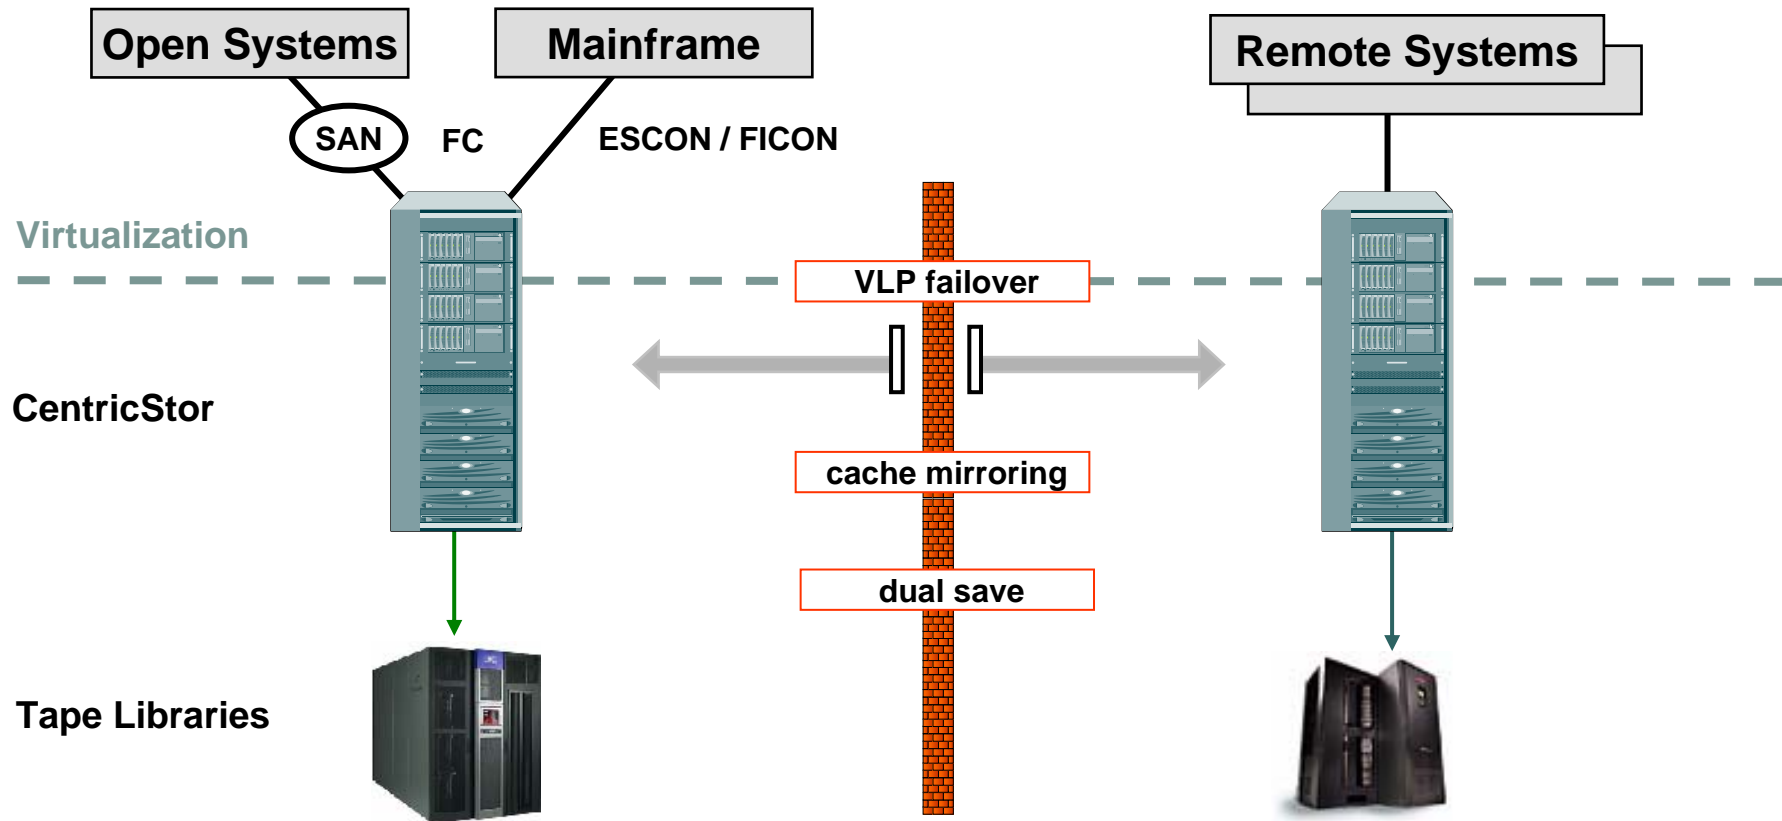 Open Systems
Mainframe
Remote Systems
SAN
FC
ESCON / FICON
Virtualization
VLP failover
CentricStor
cache mirroring
dual save
Tape Libraries